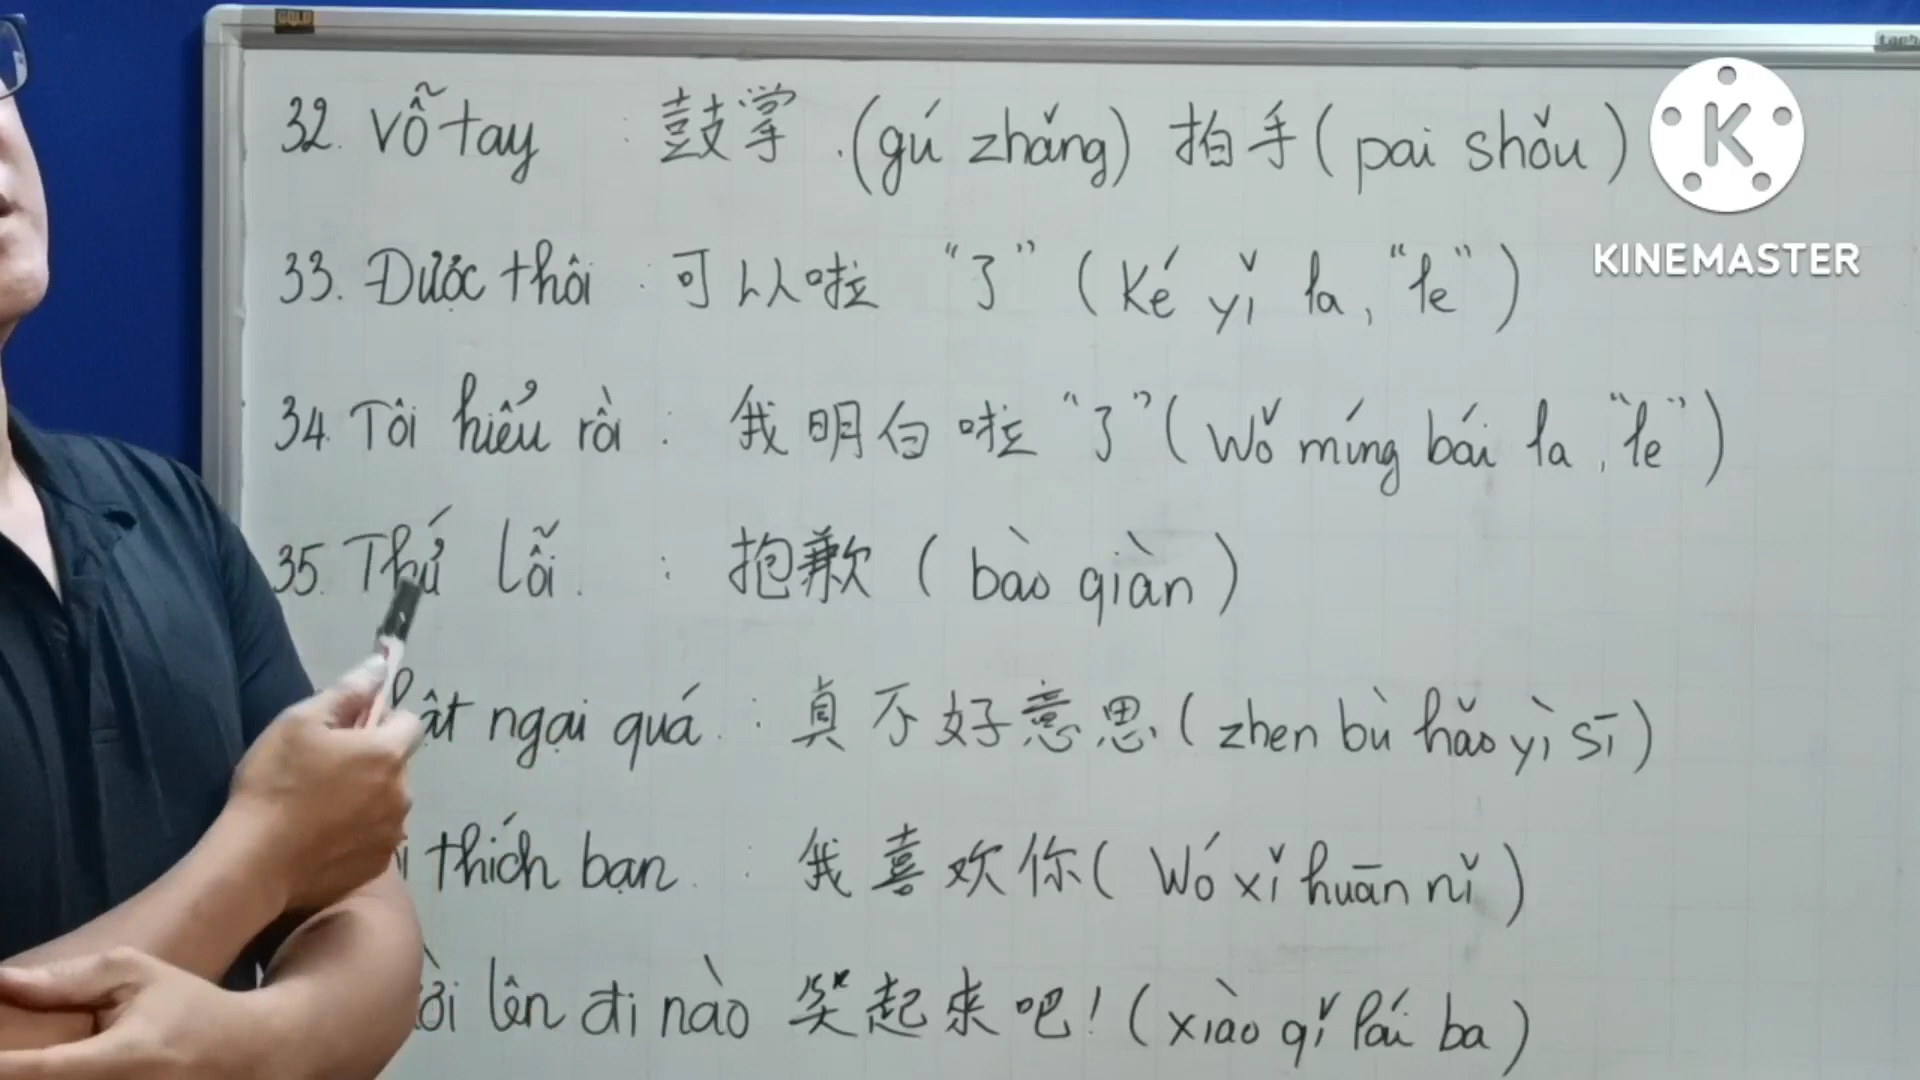 GOLD
32. Vỗ tay : 鼓掌 . (gú zhǎng) 拍手 ( pai shǒu )
33. Được thôi : 可以啦 “了” ( Ké yǐ la, “le” )
34. Tôi hiểu rồi : 我明白啦 “了” ( Wǒ míng bái la, “le” )
35. Thứ lỗi : 抱歉 ( bào qiàn )
ngại quá : 真不好意思 ( zhen bù hǎo yì sī )
thích bạn : 我喜欢你 ( Wó xǐ huān nǐ )
lên đi nào 笑起来吧! ( xiào qǐ lái ba )
K
KINEMASTER